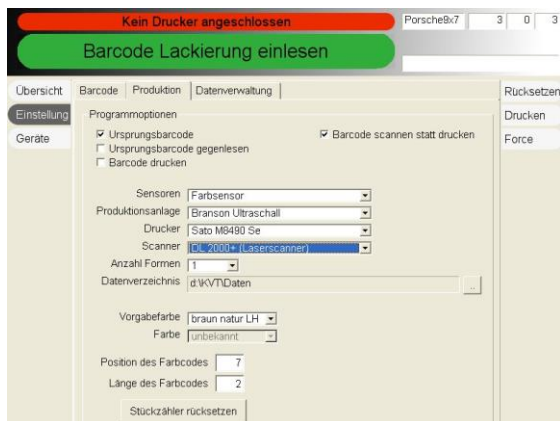 Kein Drucker angeschlossen
Porsche9x7 3 0 3
Barcode Lackierung einlesen
Übersicht
Einstellung
Geräte
Barcode Produktion Datenverwaltung
Rücksetzen
Drucken
Force
Programmoptionen
Ursprungsbarcode
Barcode scannen statt drucken
Ursprungsbarcode gegenlesen
Barcode drucken
Sensoren Farbsensor
Produktionsanlage Branson Ultraschall
Drucker Sato M8490 Se
Scanner DL 2000+ (Laserscanner)
Anzahl Formen 1
Datenverzeichnis d:\KVT\Daten ...
Vorgabefarbe braun natur LH
Farbe unbekannt
Position des Farbcodes 7
Länge des Farbcodes 2
Stückzähler rücksetzen